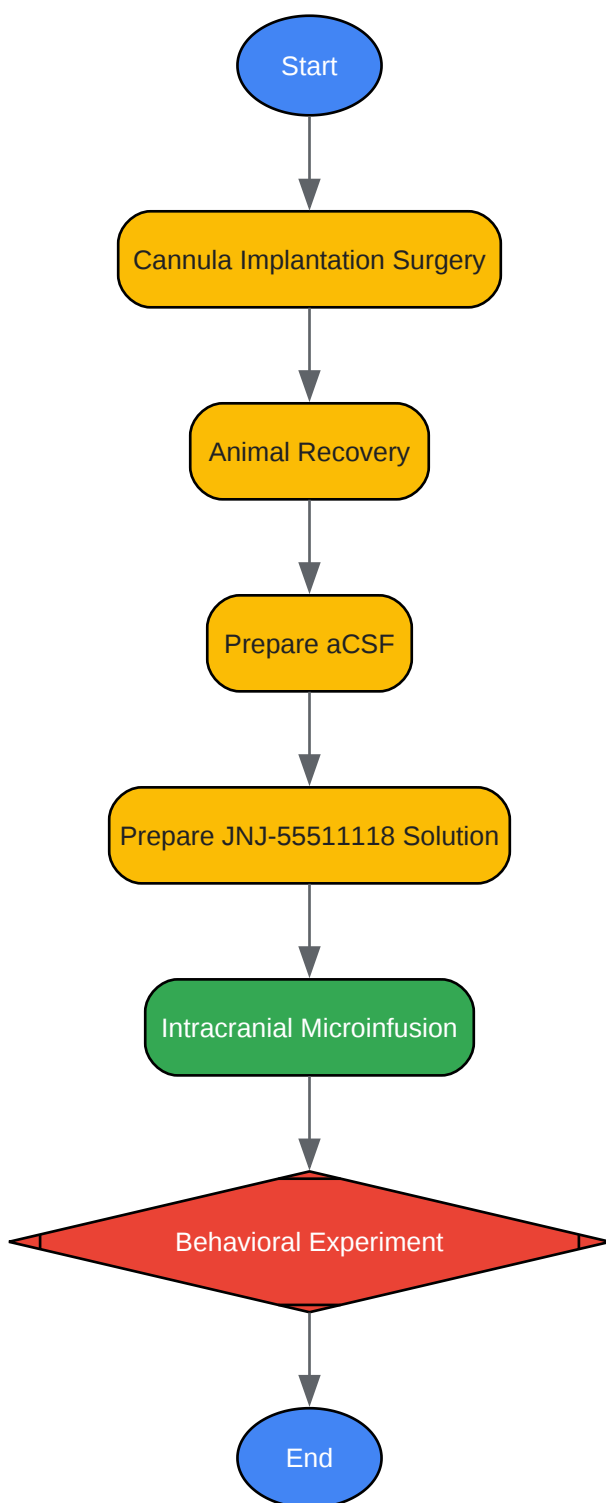 Start
Cannula Implantation Surgery
Animal Recovery
Prepare aCSF
Prepare JNJ-55511118 Solution
Intracranial Microinfusion
Behavioral Experiment
End